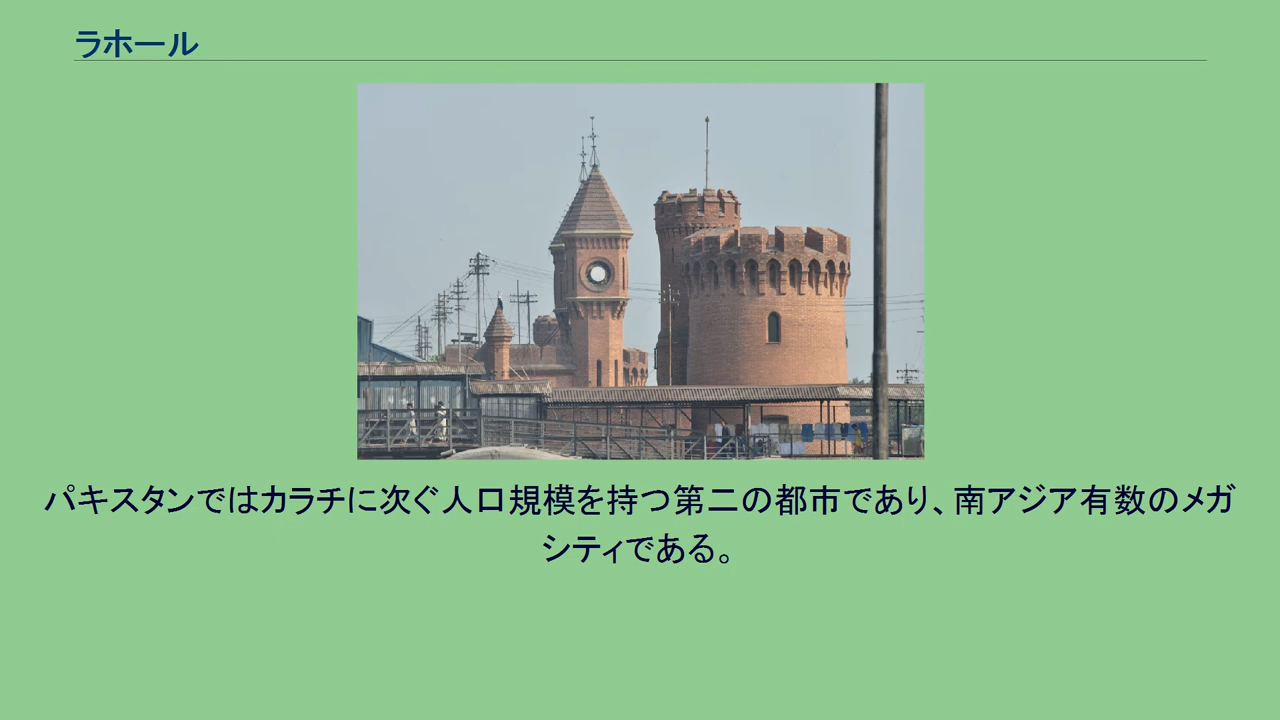 ラホール
パキスタンではカラチに次ぐ人口規模を持つ第二の都市であり、南アジア有数のメガ
シティである。